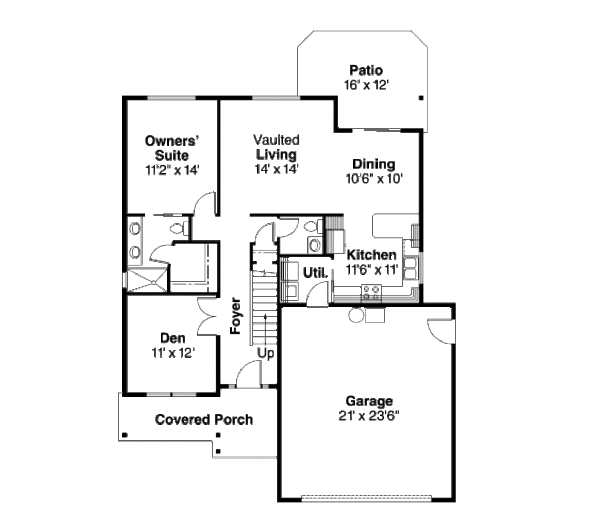 Patio
16" x 12'
Owners'
Suite
11'2" x 14'
Vaulted
Living
14' x 14'
Dining
10'6" x 10'
Kitchen
11'6" x 11'
Util.
Foyer
Den
11' x 12'
Up
Covered Porch
Garage
21' x 23'6"